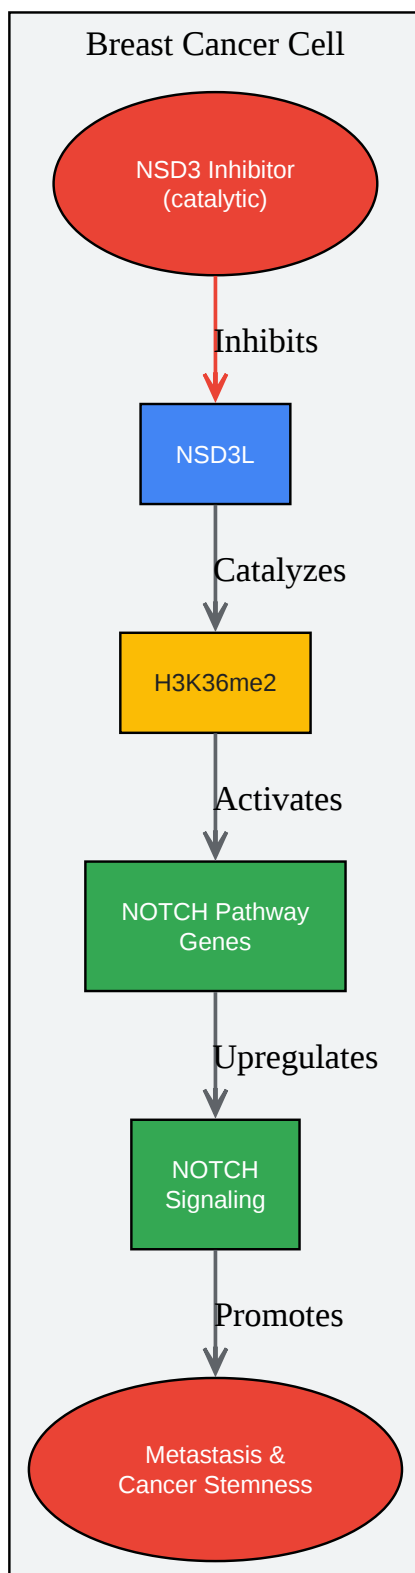 Breast Cancer Cell
NSD3 Inhibitor
(catalytic)
Inhibits
NSD3L
Catalyzes
H3K36me2
Activates
NOTCH Pathway
Genes
Upregulates
NOTCH
Signaling
Promotes
Metastasis &
Cancer Stemness